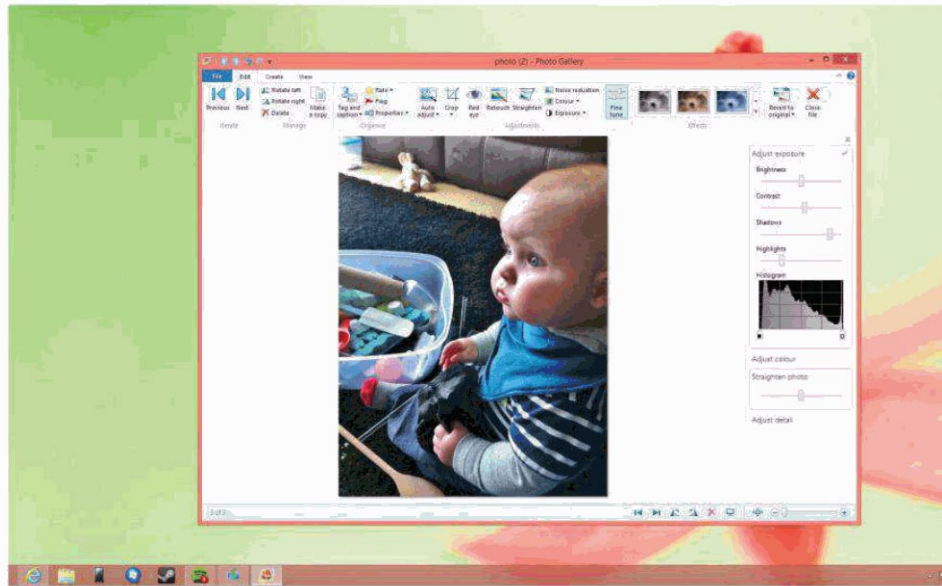 photo (2) - Photo Gallery
File Edit Create View
Previous Next
Rotate left
Rotate right
Delete
Make a copy
Manage
Tag and caption
Rate
Flag
Properties
Organise
Auto adjust
Crop
Red eye
Retouch
Straighten
Noise reduction
Colour
Exposure
Adjustments
Fine tune
Effects
Revert to original
Close file
Adjust exposure
Brightness
Contrast
Shadows
Highlights
Histogram
Adjust colour
Straighten photo
Adjust detail